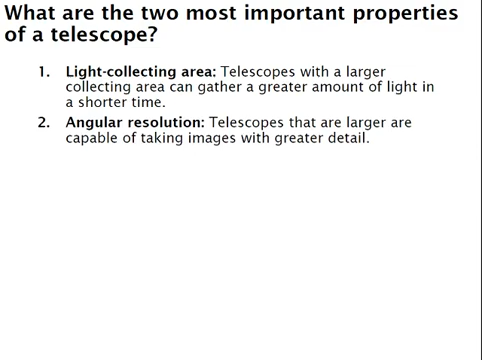 What are the two most important properties
of a telescope?
1. Light-collecting area: Telescopes with a larger
collecting area can gather a greater amount of light in
a shorter time.
2. Angular resolution: Telescopes that are larger are
capable of taking images with greater detail.